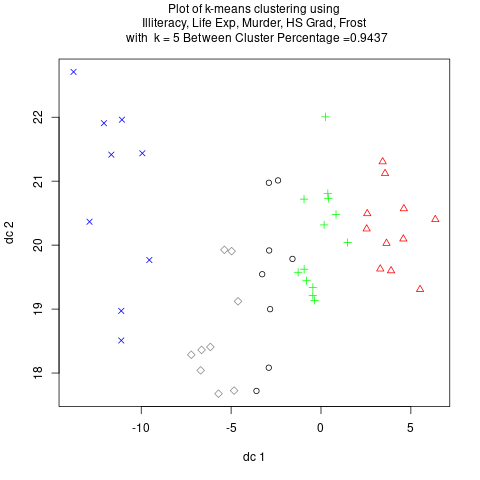 Plot of k-means clustering using
Illiteracy, Life Exp, Murder, HS Grad, Frost
with  k = 5 Between Cluster Percentage =0.9437
22
21
20
19
18
dc 2
-10
-5
0
5
dc 1